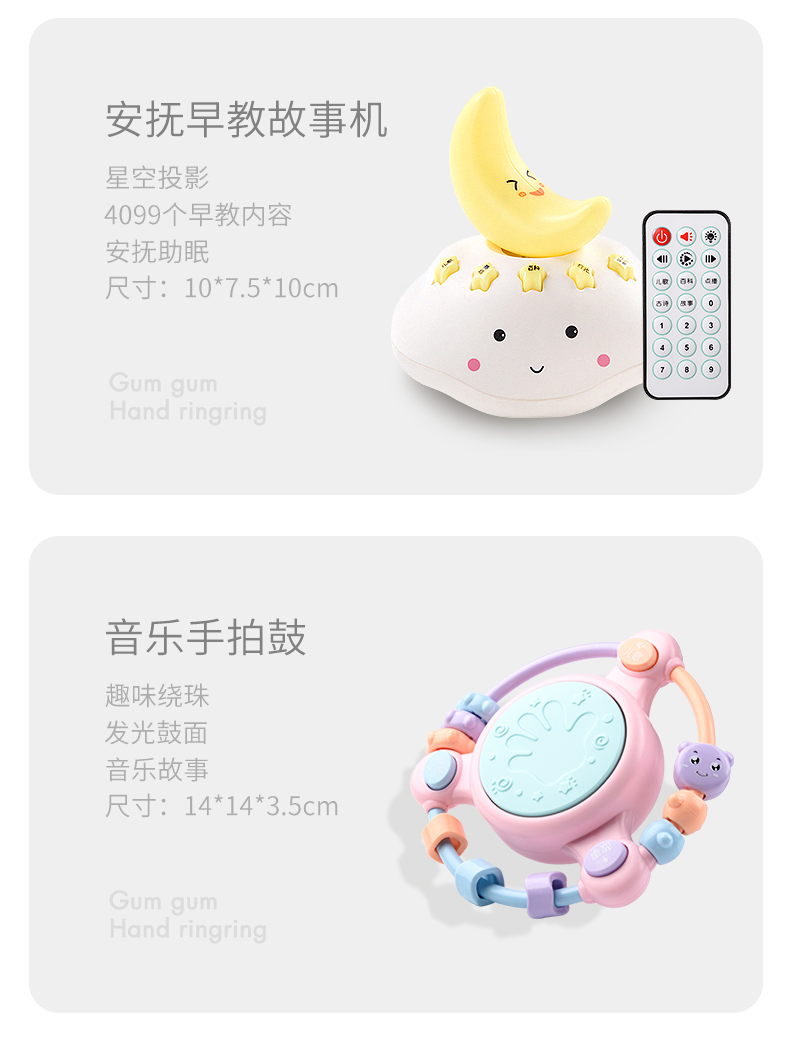 安抚早教故事机
星空投影
4099个早教内容
安抚助眠
尺寸：10*7.5*10cm
Gum gum
Hand ringring
百科
儿歌 百科 点播
古诗 故事 0
1 2 3
4 5 6
7 8 9
音乐手拍鼓
趣味绕珠
发光鼓面
音乐故事
尺寸：14*14*3.5cm
Gum gum
Hand ringring